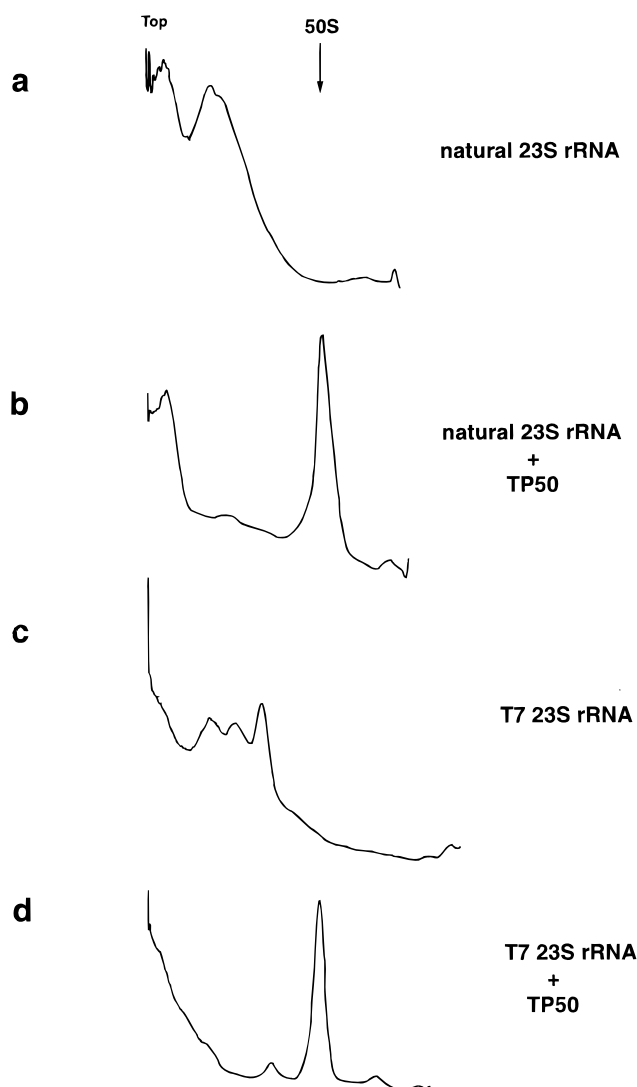 Top
50S
a
natural 23S rRNA
b
natural 23S rRNA
+
TP50
c
T7 23S rRNA
d
T7 23S rRNA
+
TP50